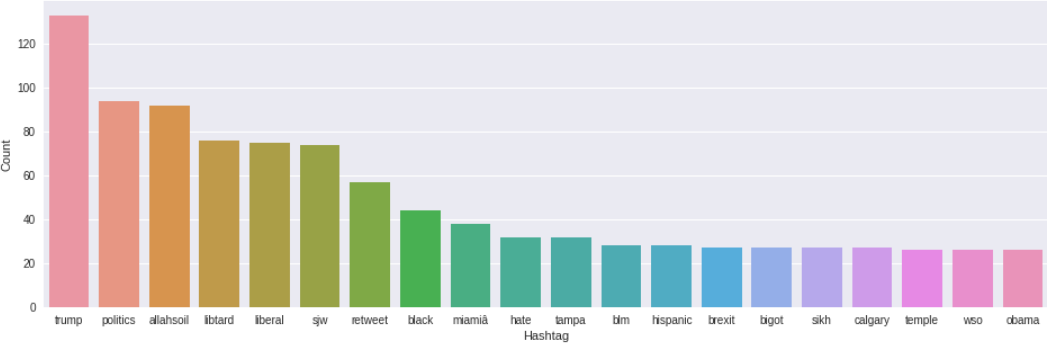 120
100
80
60
40
20
0
Count
trump politics allahsoil libtard liberal sjw retweet black miamiâ hate tampa blm hispanic brexit bigot sikh calgary temple wso obama
Hashtag